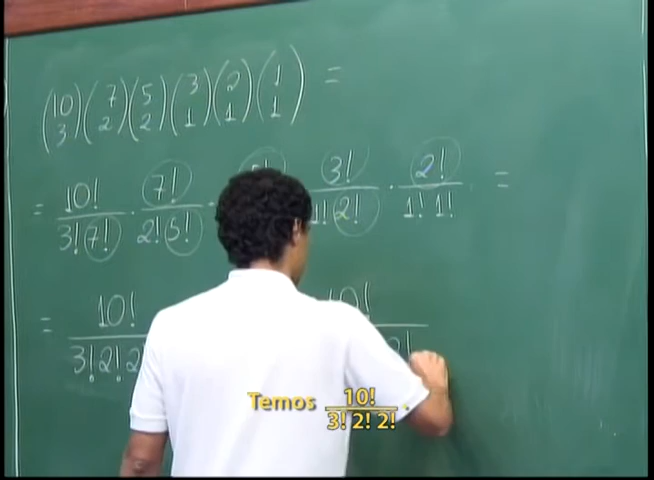 (10 3)(7 2)(5 2)(3 1)(2 1)(1 1) =
= 10!/3!7! · 7!/2!5! · 3!/1!2! · 2!/1!1! =
= 10!/3!2! 10!/2!
Temos 10!/3! 2! 2! .